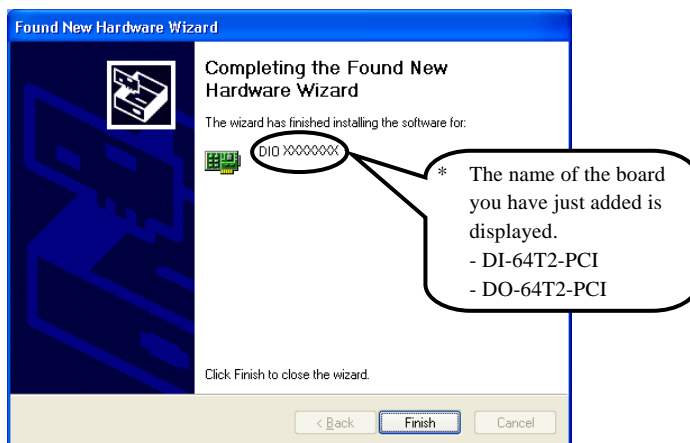 Found New Hardware Wizard
Completing the Found New
Hardware Wizard
The wizard has finished installing the software for:
DIO XXXXXXX
* The name of the board
you have just added is
displayed.
- DI-64T2-PCI
- DO-64T2-PCI
Click Finish to close the wizard.
< Back
Finish
Cancel